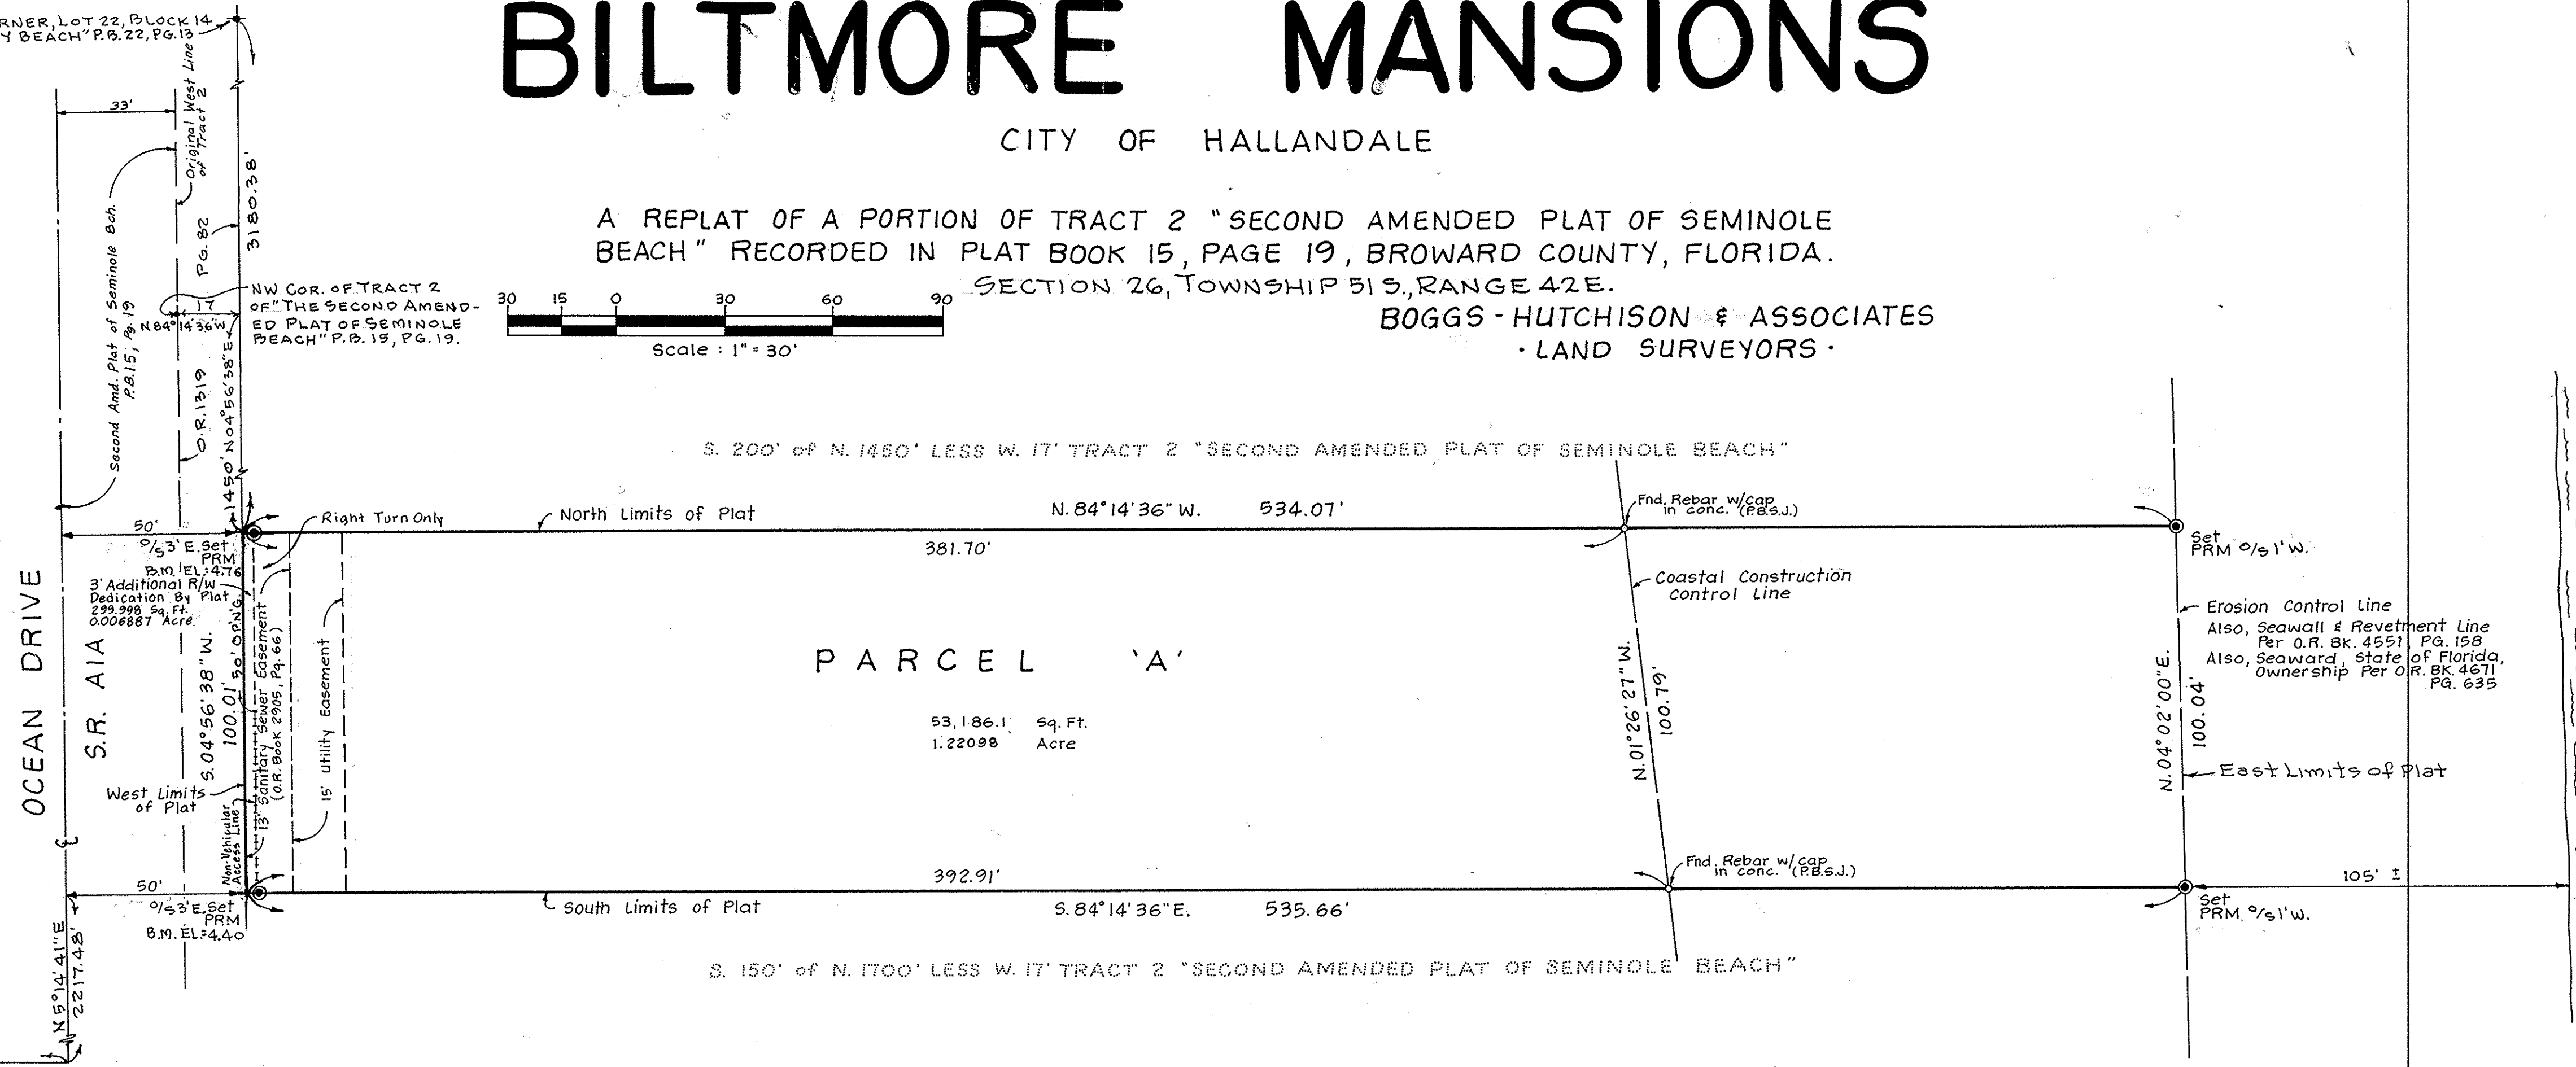 RNER, LOT 22, BLOCK 14
Y BEACH" P.B. 22, PG. 13
BILTMORE MANSIONS
CITY OF HALLANDALE
A REPLAT OF A PORTION OF TRACT 2 "SECOND AMENDED PLAT OF SEMINOLE
BEACH" RECORDED IN PLAT BOOK 15, PAGE 19, BROWARD COUNTY, FLORIDA.
SECTION 26, TOWNSHIP 51 S., RANGE 42 E.
BOGGS - HUTCHISON & ASSOCIATES
· LAND SURVEYORS ·
33'
Original West Line
of Tract 2
3180.38'
Second Amd. Plat of Seminole Bch.
P.B. 15, Pg. 19
PG. 82
17
N 84° 14' 36" W
O.R. 1319
1450' N 04° 56' 38" E
NW COR. OF TRACT 2
OF "THE SECOND AMEND-
ED PLAT OF SEMINOLE
BEACH" P.B. 15, PG. 19.
30 15 0 30 60 90
Scale : 1" = 30'
S. 200' of N. 1450' LESS W. 17' TRACT 2 "SECOND AMENDED PLAT OF SEMINOLE BEACH"
50'
Right Turn Only
North Limits of Plat
N. 84° 14' 36" W. 534.07'
Fnd. Rebar w/cap
in conc. (P.B.S.J.)
381.70'
Set
PRM O/S 1' W.
O/S 3' E. Set
PRM
B.M. EL: 4.76
3' Additional R/W
Dedication By Plat
299.998 Sq. Ft.
0.006887 Acre
Coastal Construction
Control Line
Erosion Control Line
Also, Seawall & Revetment Line
Per O.R. BK. 4551, PG. 158
Also, Seaward, State of Florida,
Ownership Per O.R. BK. 4671
PG. 635
OCEAN DRIVE
S.R. A1A
S. 04° 56' 38" W.
100.01'
50' OP'N'G.
13' Sanitary Sewer Easement
(O.R. Book 2905, Pg. 66)
15' Utility Easement
PARCEL 'A'
53,186.1 Sq. Ft.
1.22098 Acre
N. 01° 26' 27" W.
100.79'
N. 04° 02' 00" E.
100.04'
East Limits of Plat
West Limits
of Plat
Non-Vehicular
Access Line
50'
392.91'
Fnd. Rebar w/cap
in conc. (P.B.S.J.)
105' ±
O/S 3' E. Set
PRM
B.M. EL: 4.40
South Limits of Plat
S. 84° 14' 36" E. 535.66'
Set
PRM. O/S 1' W.
N 5° 14' 41" E
2217.48'
S. 150' of N. 1700' LESS W. 17' TRACT 2 "SECOND AMENDED PLAT OF SEMINOLE BEACH"